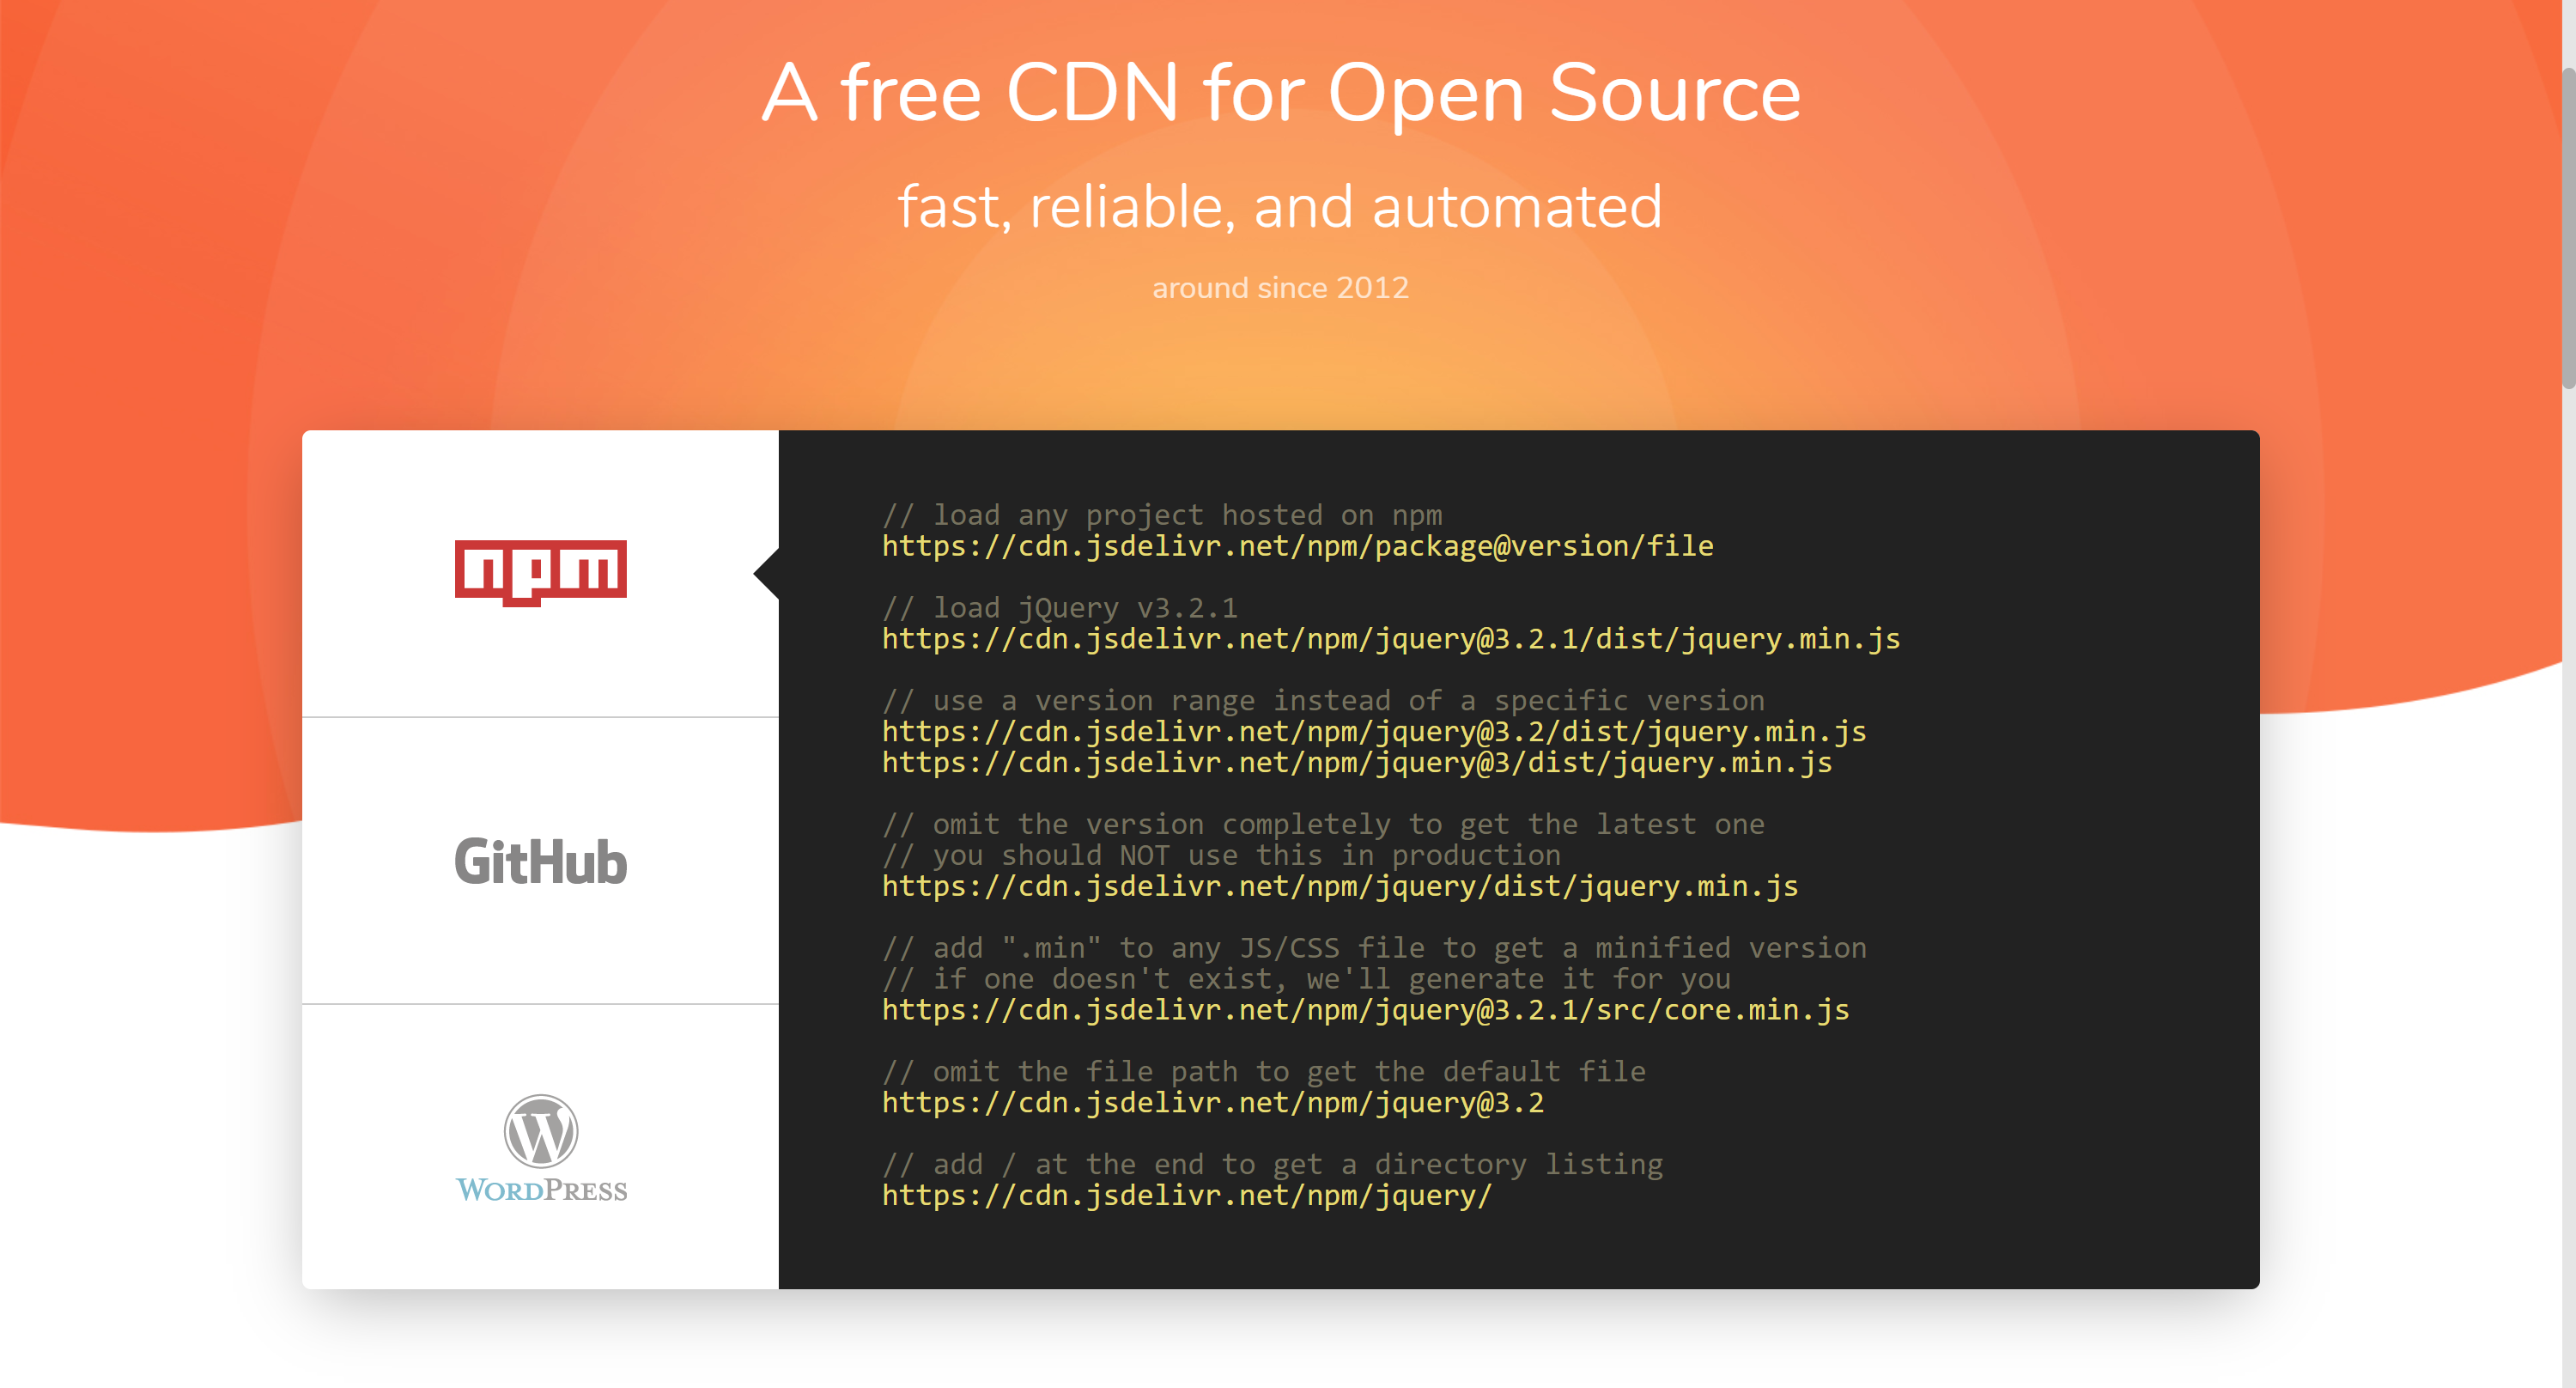 A free CDN for Open Source
fast, reliable, and automated
around since 2012
npm
GitHub
WORDPRESS
// load any project hosted on npm
https://cdn.jsdelivr.net/npm/package@version/file
// load jQuery v3.2.1
https://cdn.jsdelivr.net/npm/jquery@3.2.1/dist/jquery.min.js
// use a version range instead of a specific version
https://cdn.jsdelivr.net/npm/jquery@3.2/dist/jquery.min.js
https://cdn.jsdelivr.net/npm/jquery@3/dist/jquery.min.js
// omit the version completely to get the latest one
// you should NOT use this in production
https://cdn.jsdelivr.net/npm/jquery/dist/jquery.min.js
// add ".min" to any JS/CSS file to get a minified version
// if one doesn't exist, we'll generate it for you
https://cdn.jsdelivr.net/npm/jquery@3.2.1/src/core.min.js
// omit the file path to get the default file
https://cdn.jsdelivr.net/npm/jquery@3.2
// add / at the end to get a directory listing
https://cdn.jsdelivr.net/npm/jquery/